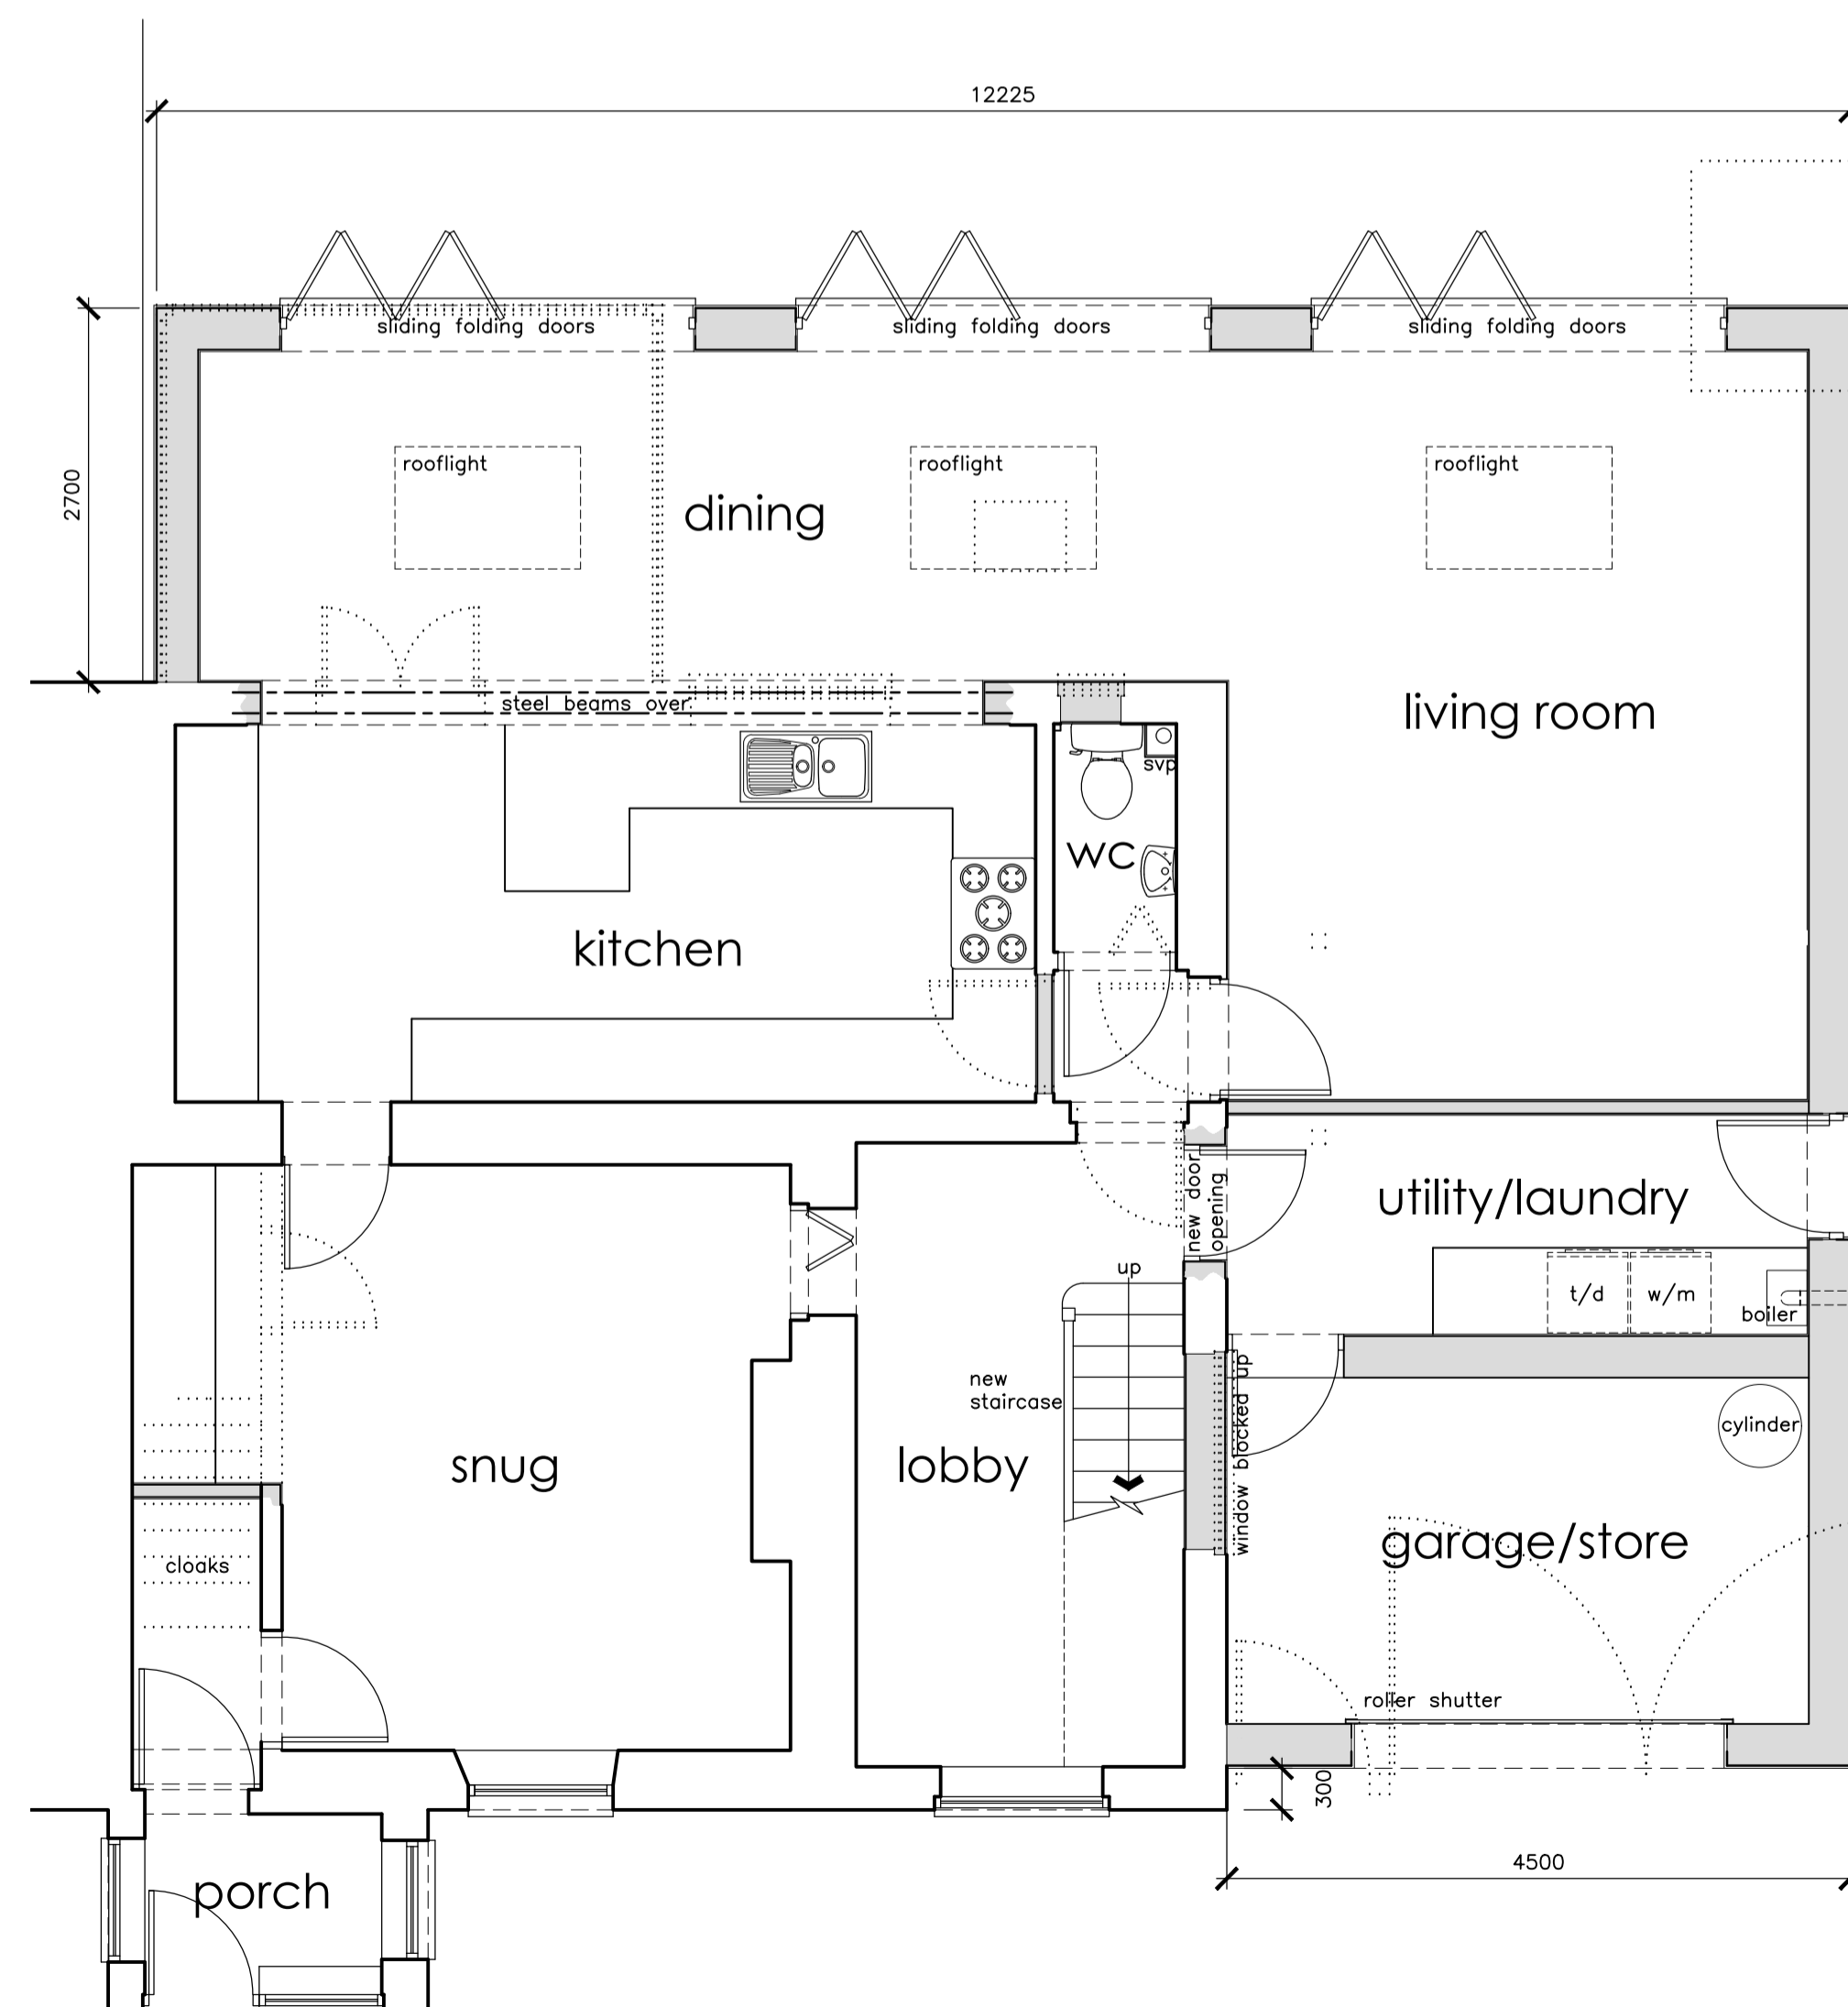 12225
sliding folding doors
sliding folding doors
sliding folding doors
rooflight
rooflight
rooflight
2700
dining
steel beams over
living room
svp
wc
kitchen
new door
opening
utility/laundry
up
t/d
w/m
boiler
new
staircase
window blocked up
cylinder
snug
lobby
garage/store
cloaks
roller shutter
300
4500
porch